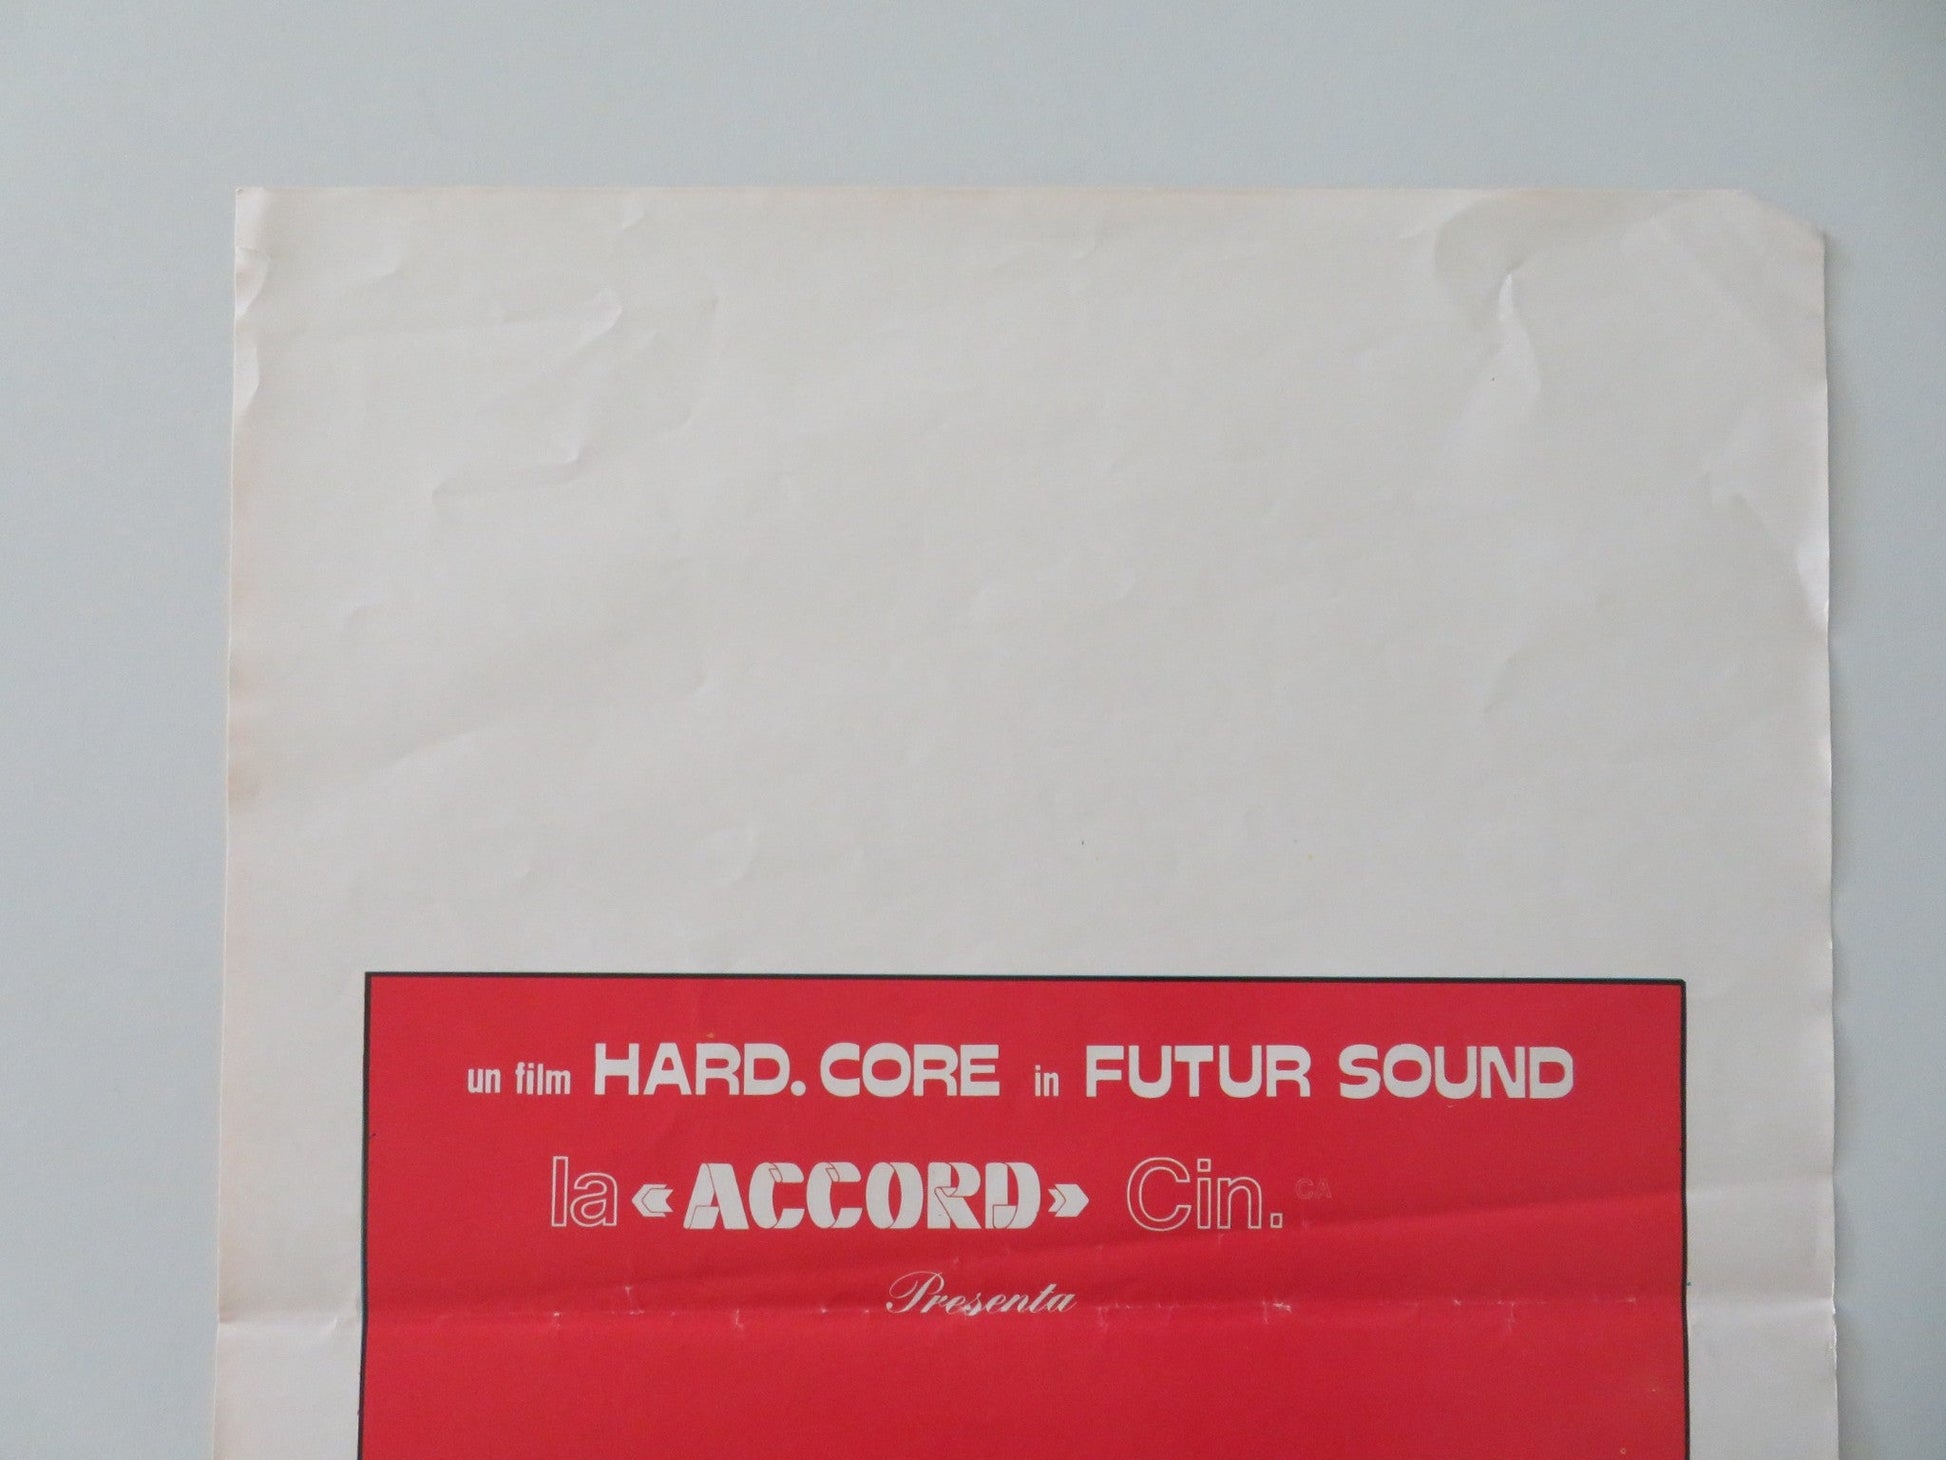 un film HARD. CORE in FUTUR SOUND
la «ACCORD» Cin. CA
Presenta